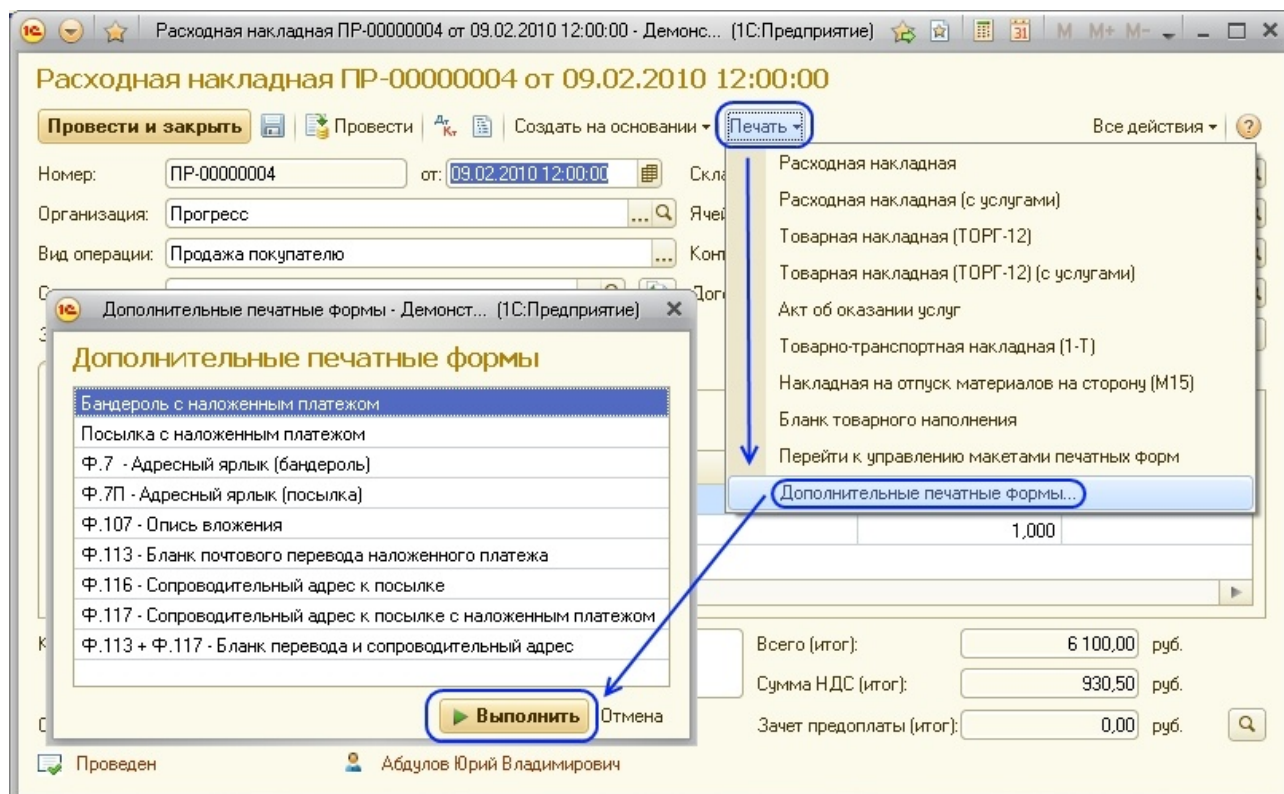 Расходная накладная ПР-00000004 от 09.02.2010 12:00:00 - Демонс... (1С:Предприятие) 31 M M+ M-
Расходная накладная ПР-00000004 от 09.02.2010 12:00:00
Провести и закрыть Провести Дт Кт Создать на основании Печать Все действия ?
Номер: ПР-00000004 от: 09.02.2010 12:00:00 Скла
Организация: Прогресс ... Ячей
Вид операции: Продажа покупателю ... Конт
Дого
Расходная накладная
Расходная накладная (с услугами)
Товарная накладная (ТОРГ-12)
Товарная накладная (ТОРГ-12) (с услугами)
Акт об оказании услуг
Товарно-транспортная накладная (1-Т)
Накладная на отпуск материалов на сторону (М15)
Бланк товарного наполнения
Перейти к управлению макетами печатных форм
Дополнительные печатные формы...
1,000
Дополнительные печатные формы - Демонст... (1С:Предприятие)
Дополнительные печатные формы
Бандероль с наложенным платежом
Посылка с наложенным платежом
Ф.7 - Адресный ярлык (бандероль)
Ф.7П - Адресный ярлык (посылка)
Ф.107 - Опись вложения
Ф.113 - Бланк почтового перевода наложенного платежа
Ф.116 - Сопроводительный адрес к посылке
Ф.117 - Сопроводительный адрес к посылке с наложенным платежом
Ф.113 + Ф.117 - Бланк перевода и сопроводительный адрес
Выполнить Отмена
Всего (итог): 6 100,00 руб.
Сумма НДС (итог): 930,50 руб.
Зачет предоплаты (итог): 0,00 руб.
Проведен Абдулов Юрий Владимирович